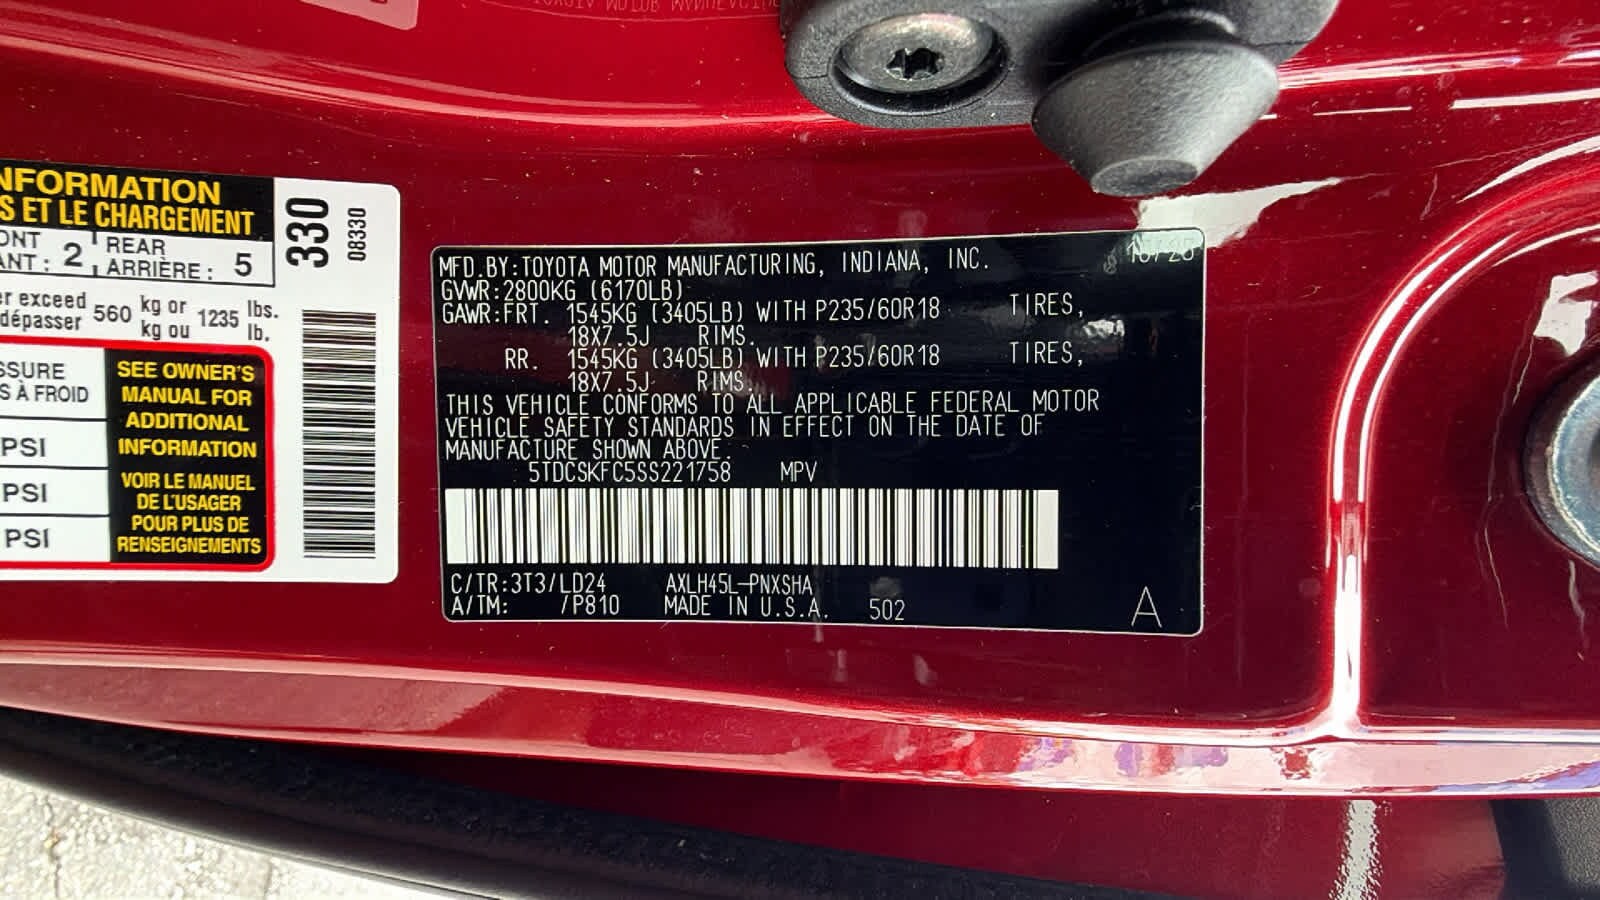 NFORMATION
S ET LE CHARGEMENT
ONT 2 REAR 5
ANT : ARRIÈRE :
er exceed 560 kg or 1235 lbs.
dépasser kg ou lb.
SSURE
S À FROID
PSI
PSI
PSI
SEE OWNER'S
MANUAL FOR
ADDITIONAL
INFORMATION
VOIR LE MANUEL
DE L'USAGER
POUR PLUS DE
RENSEIGNEMENTS
330
08330
10/25
MFD.BY:TOYOTA MOTOR MANUFACTURING, INDIANA, INC.
GVWR:2800KG (6170LB)
GAWR:FRT. 1545KG (3405LB) WITH P235/60R18 TIRES,
18X7.5J RIMS.
RR. 1545KG (3405LB) WITH P235/60R18 TIRES,
18X7.5J RIMS.
THIS VEHICLE CONFORMS TO ALL APPLICABLE FEDERAL MOTOR
VEHICLE SAFETY STANDARDS IN EFFECT ON THE DATE OF
MANUFACTURE SHOWN ABOVE.
5TDCSKFC5SS221758 MPV
C/TR:3T3/LD24 AXLH45L-PNXSHA
A/TM: /P810 MADE IN U.S.A. 502
A